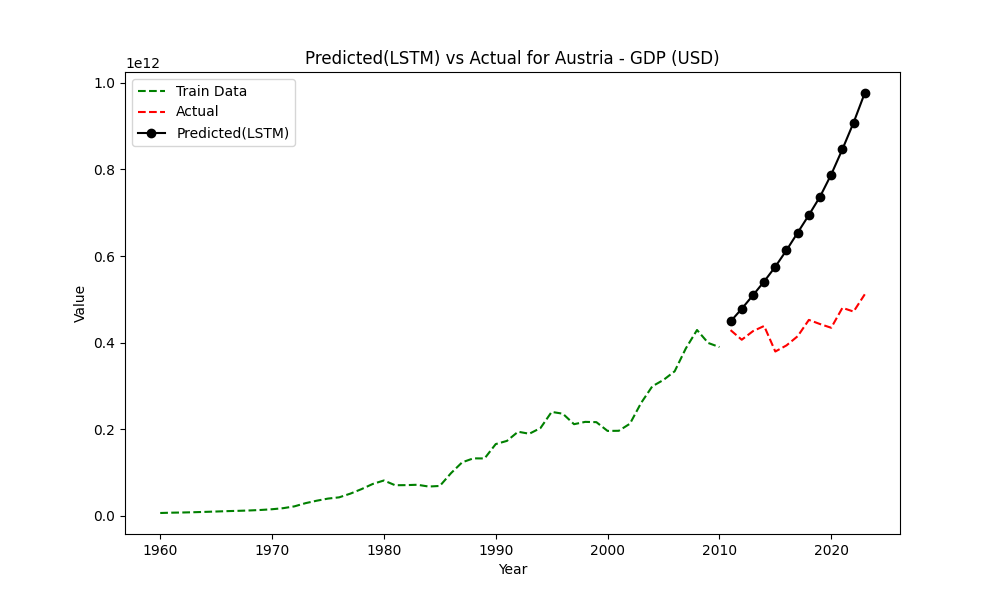 Predicted(LSTM) vs Actual for Austria - GDP (USD)
1e12
Train Data
Actual
Predicted(LSTM)
1.0
0.8
0.6
0.4
0.2
0.0
Value
1960 1970 1980 1990 2000 2010 2020
Year